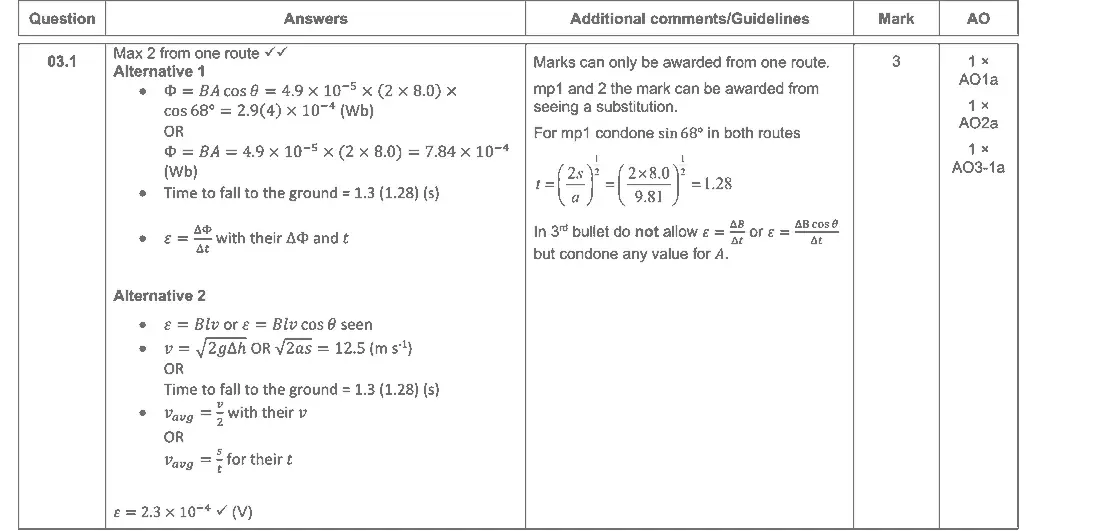 Question Answers Additional comments/Guidelines Mark AO
03.1
Max 2 from one route ✓✓
Alternative 1
• Φ = BA cos θ = 4.9 × 10⁻⁵ × (2 × 8.0) ×
cos 68° = 2.9(4) × 10⁻⁴ (Wb)
OR
Φ = BA = 4.9 × 10⁻⁵ × (2 × 8.0) = 7.84 × 10⁻⁴
(Wb)
• Time to fall to the ground = 1.3 (1.28) (s)
• ε = ΔΦ/Δt with their ΔΦ and t
Alternative 2
• ε = Blv or ε = Blv cos θ seen
• v = √2gΔh OR √2as = 12.5 (m s⁻¹)
OR
Time to fall to the ground = 1.3 (1.28) (s)
• v_avg = v/2 with their v
OR
v_avg = s/t for their t
ε = 2.3 × 10⁻⁴ ✓ (V)
Marks can only be awarded from one route.
mp1 and 2 the mark can be awarded from
seeing a substitution.
For mp1 condone sin 68° in both routes
t = (2s/a)^(1/2) = (2×8.0/9.81)^(1/2) = 1.28
In 3rd bullet do not allow ε = ΔB/Δt or ε = ΔB cos θ/Δt
but condone any value for A.
3
1 ×
AO1a
1 ×
AO2a
1 ×
AO3-1a